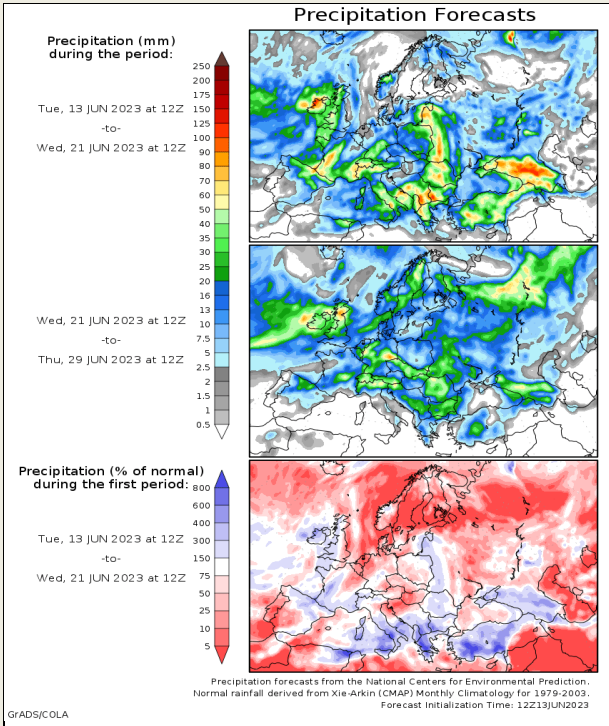 Precipitation Forecasts
Precipitation (mm)
during the period:
Tue, 13 JUN 2023 at 12Z
-to-
Wed, 21 JUN 2023 at 12Z
250
200
175
150
125
100
90
80
70
60
50
40
35
30
25
20
16
13
10
7.5
5
2.5
2
1.5
1
0.5
Wed, 21 JUN 2023 at 12Z
-to-
Thu, 29 JUN 2023 at 12Z
Precipitation (% of normal)
during the first period:
Tue, 13 JUN 2023 at 12Z
-to-
Wed, 21 JUN 2023 at 12Z
800
600
400
300
150
75
50
25
10
5
Precipitation forecasts from the National Centers for Environmental Prediction.
Normal rainfall derived from Xie-Arkin (CMAP) Monthly Climatology for 1979-2003.
Forecast Initialization Time: 12Z13JUN2023
GrADS/COLA